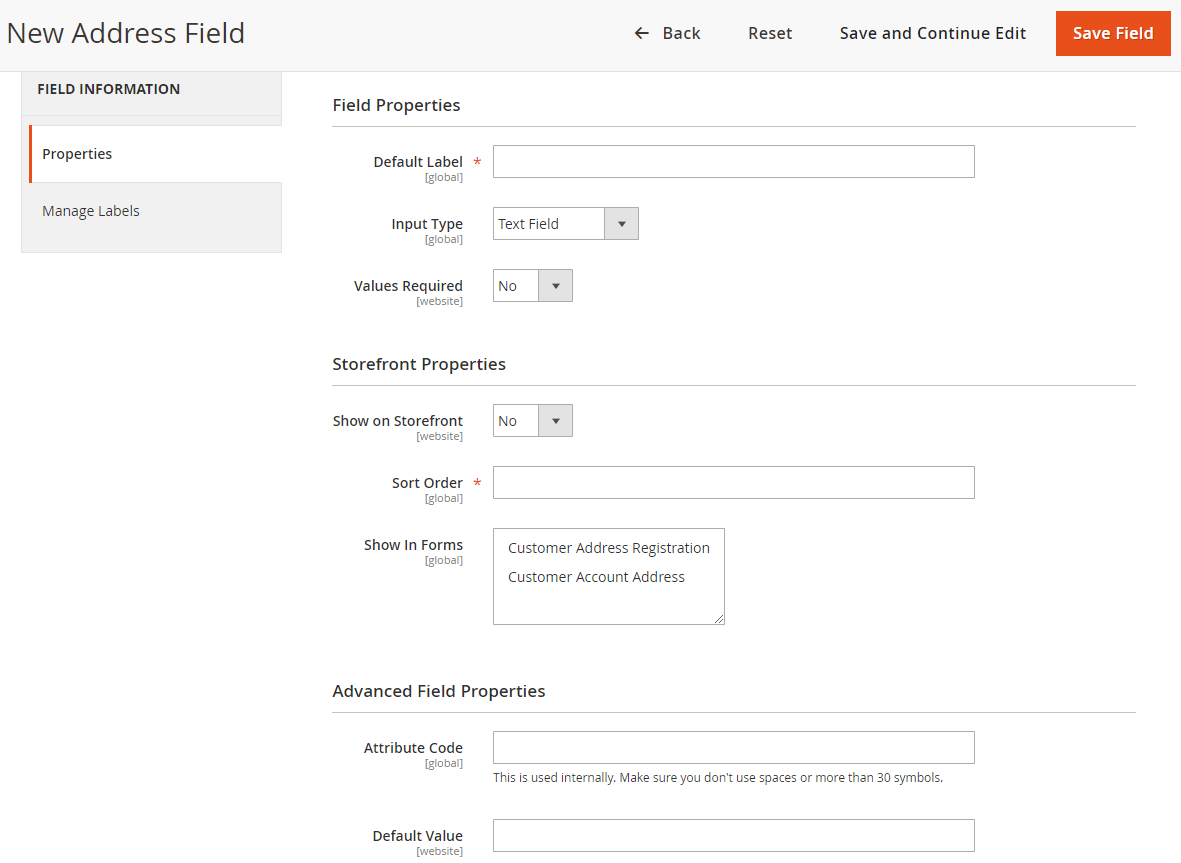 New Address Field
Back
Reset
Save and Continue Edit
Save Field
FIELD INFORMATION
Properties
Manage Labels
Field Properties
Default Label *
[global]
Input Type
[global]
Text Field
Values Required
[website]
No
Storefront Properties
Show on Storefront
[website]
No
Sort Order *
[global]
Show In Forms
[global]
Customer Address Registration
Customer Account Address
Advanced Field Properties
Attribute Code
[global]
This is used internally. Make sure you don't use spaces or more than 30 symbols.
Default Value
[website]